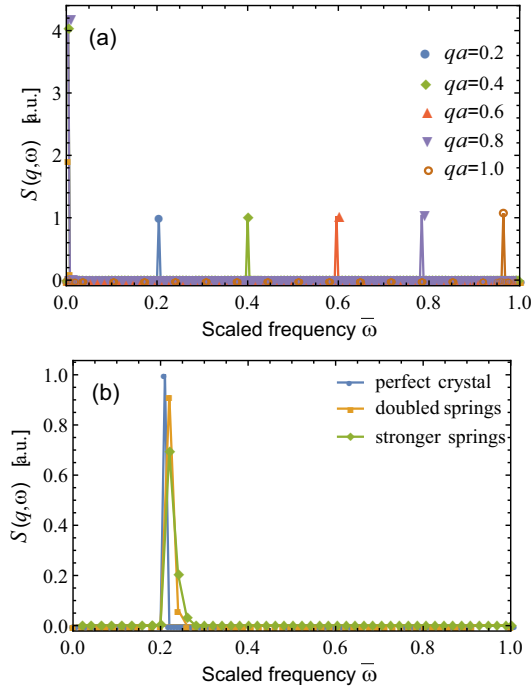 (a)
4
3
2
1
0
S(q,ω) [a.u.]
qa=0.2
qa=0.4
qa=0.6
qa=0.8
qa=1.0
0.0 0.2 0.4 0.6 0.8 1.0
Scaled frequency ω̅
(b)
1.0
0.8
0.6
0.4
0.2
0.0
S(q,ω) [a.u.]
perfect crystal
doubled springs
stronger springs
0.0 0.2 0.4 0.6 0.8 1.0
Scaled frequency ω̅